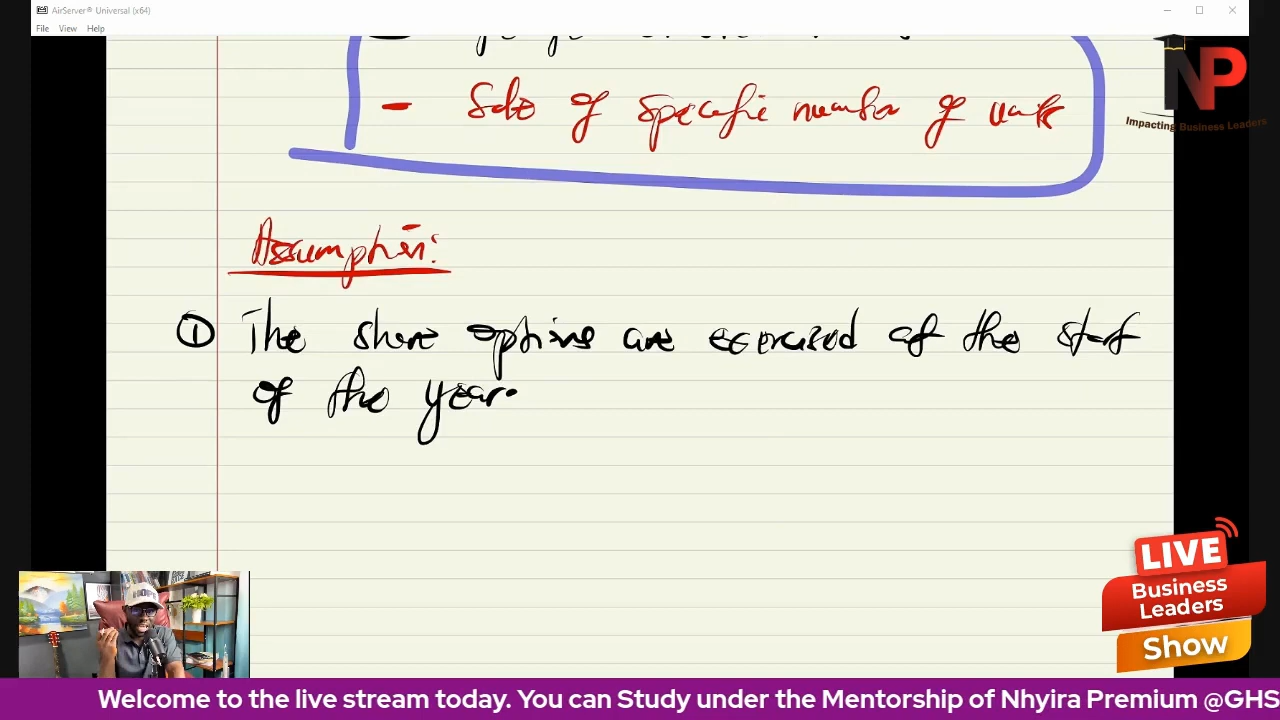 AirServer® Universal (x64)
File View Help
NP
Impacting Business Leaders
- Sale of specific number of units
Assumption:
① The share options are exercised at the start
of the year.
LIVE
Business
Leaders
Show
Welcome to the live stream today. You can Study under the Mentorship of Nhyira Premium @GHS